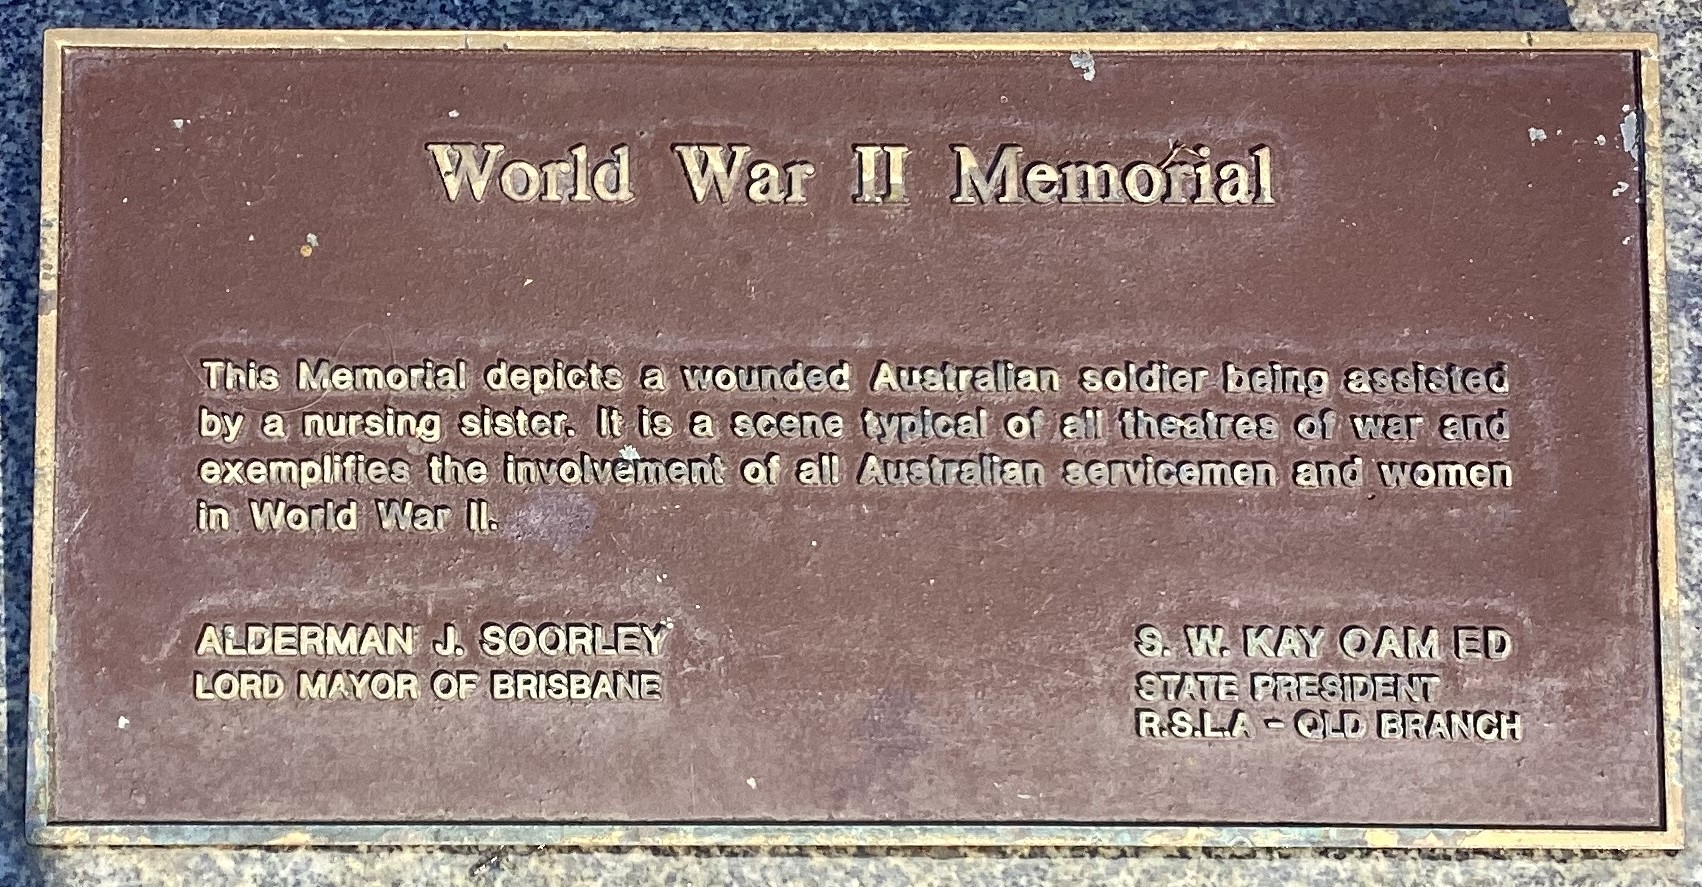 World War II Memorial
This Memorial depicts a wounded Australian soldier being assisted
by a nursing sister. It is a scene typical of all theatres of war and
exemplifies the involvement of all Australian servicemen and women
in World War II.
ALDERMAN J. SOORLEY
LORD MAYOR OF BRISBANE
S. W. KAY OAM ED
STATE PRESIDENT
R.S.L.A - QLD BRANCH